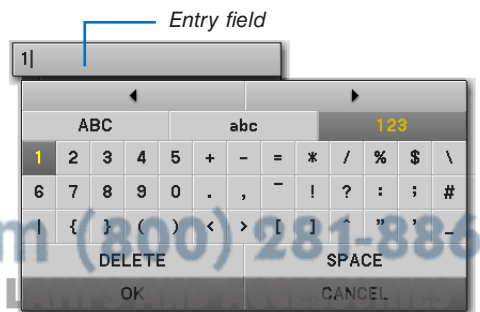 Entry field
1|
◀ ▶
ABC abc 123
1 2 3 4 5 + - = * / % $ \
6 7 8 9 0 . , ‾ ! ? : ; #
| { } ( ) < > [ ] ^ " ' _
DELETE SPACE
OK CANCEL
m (800) 281-886